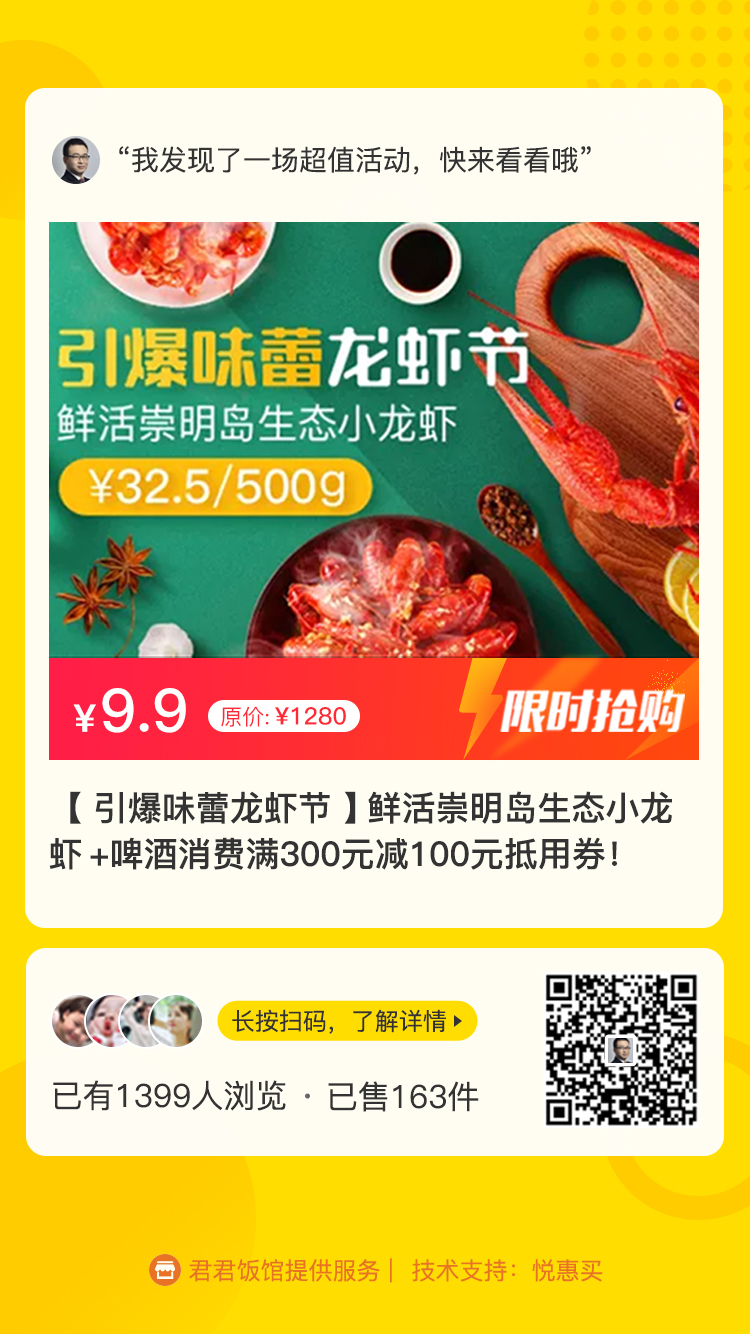 “我发现了一场超值活动，快来看看哦”
引爆味蕾龙虾节
鲜活崇明岛生态小龙虾
¥32.5/500g
¥9.9
原价: ¥1280
限时抢购
【 引爆味蕾龙虾节 】鲜活崇明岛生态小龙
虾 +啤酒消费满300元减100元抵用券！
长按扫码，了解详情
已有1399人浏览 · 已售163件
君君饭馆提供服务 | 技术支持：悦惠买